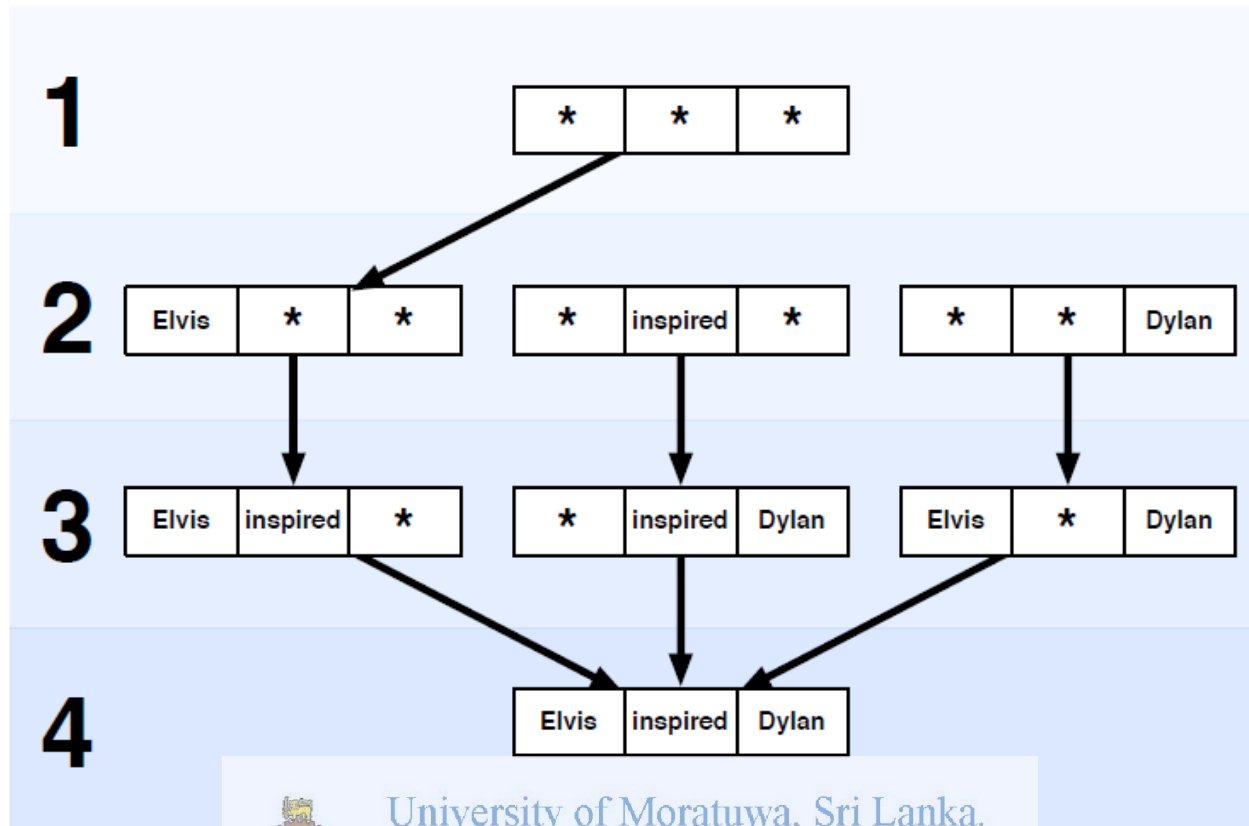 1
* * *
2
Elvis * *
* inspired *
* * Dylan
3
Elvis inspired *
* inspired Dylan
Elvis * Dylan
4
Elvis inspired Dylan
University of Moratuwa, Sri Lanka.